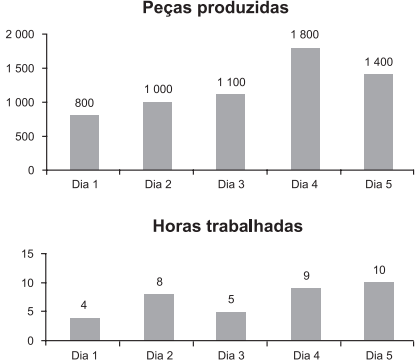 Peças produzidas
2 000
1 500
1 000
500
0
800
1 000
1 100
1 800
1 400
Dia 1
Dia 2
Dia 3
Dia 4
Dia 5
Horas trabalhadas
15
10
5
0
4
8
5
9
10
Dia 1
Dia 2
Dia 3
Dia 4
Dia 5